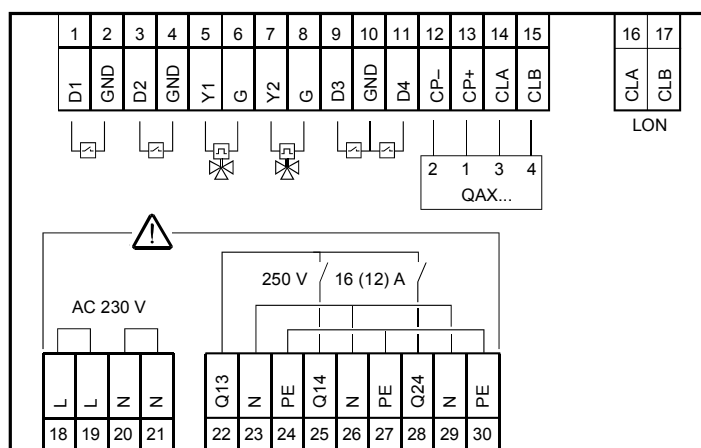 1 2 3 4 5 6 7 8 9 10 11 12 13 14 15 16 17
D1 GND D2 GND Y1 G Y2 G D3 GND D4 CP– CP+ CLA CLB CLA CLB
LON
2 1 3 4
QAX...
250 V 16 (12) A
AC 230 V
L L N N Q13 N PE Q14 N PE Q24 N PE
18 19 20 21 22 23 24 25 26 27 28 29 30